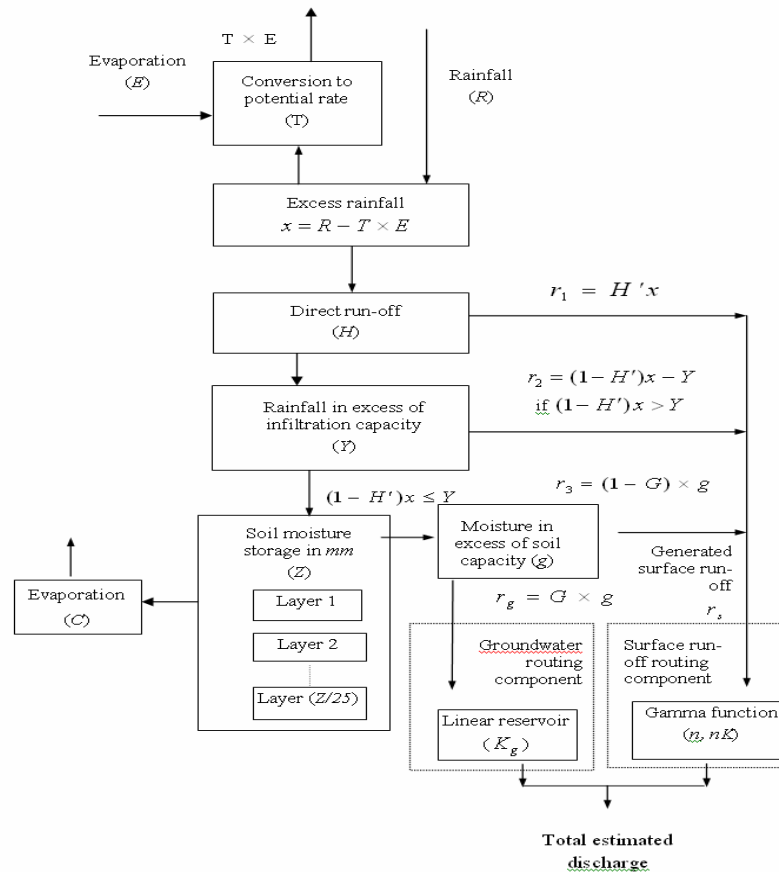 T × E
Evaporation
(E)
Conversion to
potential rate
(T)
Rainfall
(R)
Excess rainfall
x = R − T × E
Direct run-off
(H)
r₁ = H'x
Rainfall in excess of
infiltration capacity
(Y)
r₂ = (1 − H')x − Y
if (1 − H')x > Y
(1 − H')x ≤ Y
Soil moisture
storage in mm
(Z)
Layer 1
Layer 2
Layer (Z/25)
Evaporation
(C)
Moisture in
excess of soil
capacity (g)
r₃ = (1 − G) × g
Generated
surface run-
off
rₛ
r_g = G × g
Groundwater
routing
component
Linear reservoir
(K_g)
Surface run-
off routing
component
Gamma function
(n, nK)
Total estimated
discharge